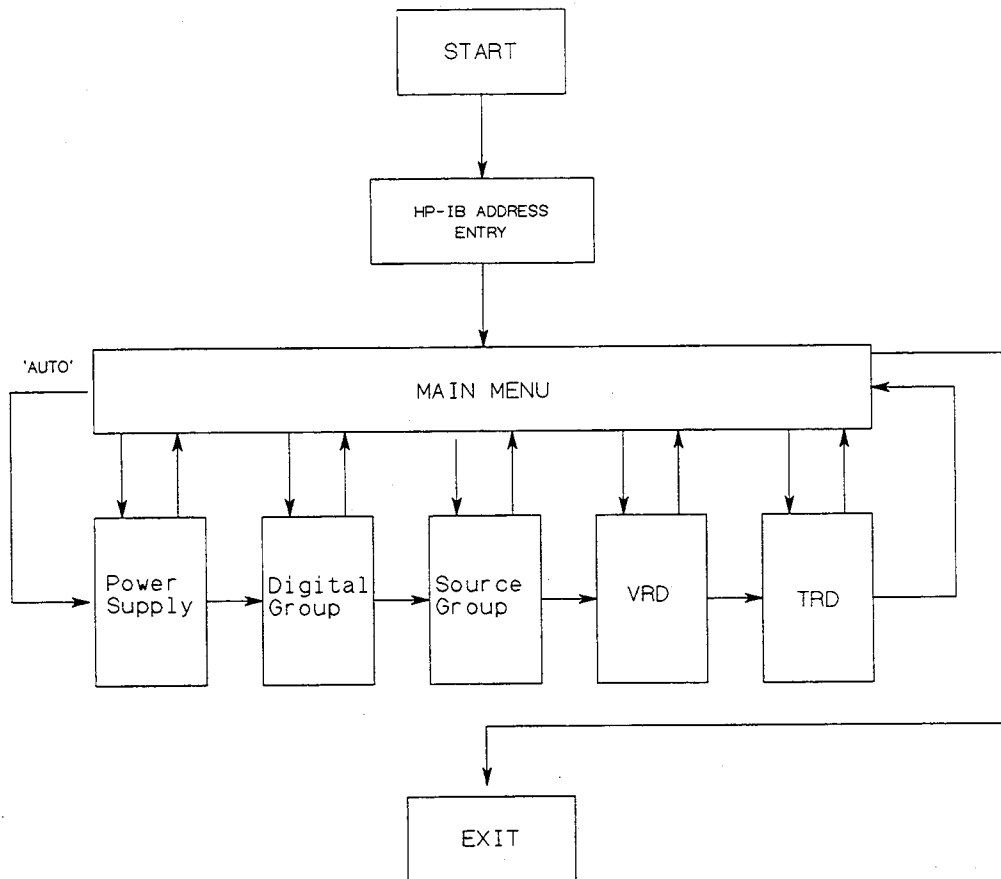 START
HP-IB ADDRESS
ENTRY
'AUTO'
MAIN MENU
Power
Supply
Digital
Group
Source
Group
VRD
TRD
EXIT